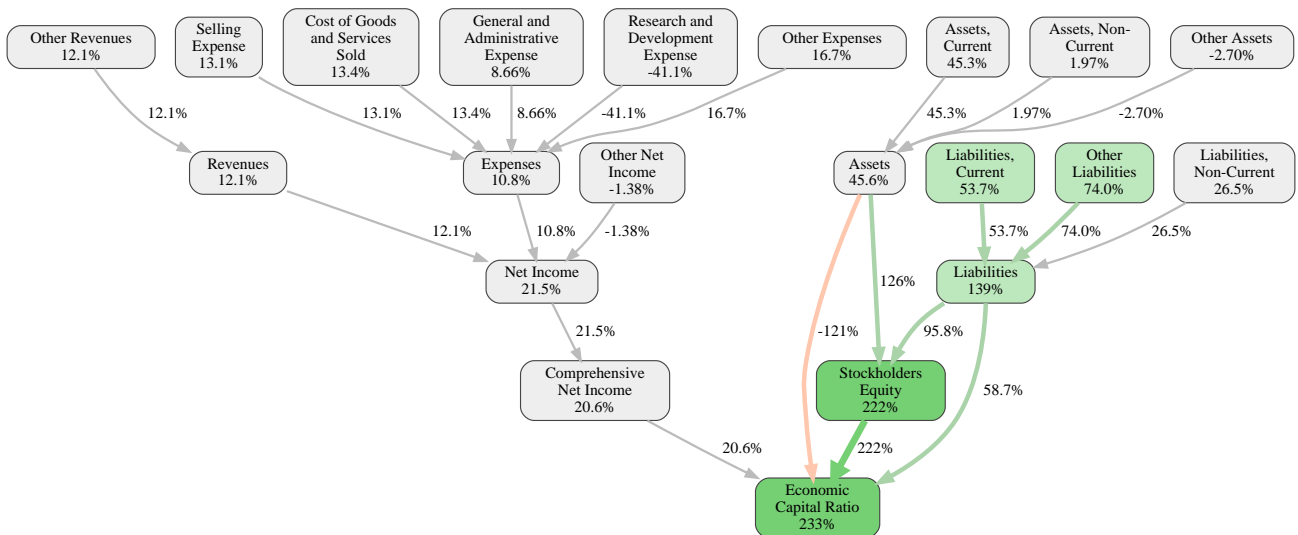 Other Revenues
12.1%
Selling
Expense
13.1%
Cost of Goods
and Services
Sold
13.4%
General and
Administrative
Expense
8.66%
Research and
Development
Expense
-41.1%
Other Expenses
16.7%
Assets,
Current
45.3%
Assets, Non-
Current
1.97%
Other Assets
-2.70%
12.1%
13.1%
13.4%
8.66%
-41.1%
16.7%
45.3%
1.97%
-2.70%
Revenues
12.1%
Expenses
10.8%
Other Net
Income
-1.38%
Assets
45.6%
Liabilities,
Current
53.7%
Other
Liabilities
74.0%
Liabilities,
Non-Current
26.5%
12.1%
10.8%
-1.38%
53.7%
74.0%
26.5%
Net Income
21.5%
126%
Liabilities
139%
21.5%
-121%
95.8%
Comprehensive
Net Income
20.6%
Stockholders
Equity
222%
58.7%
20.6%
222%
Economic
Capital Ratio
233%